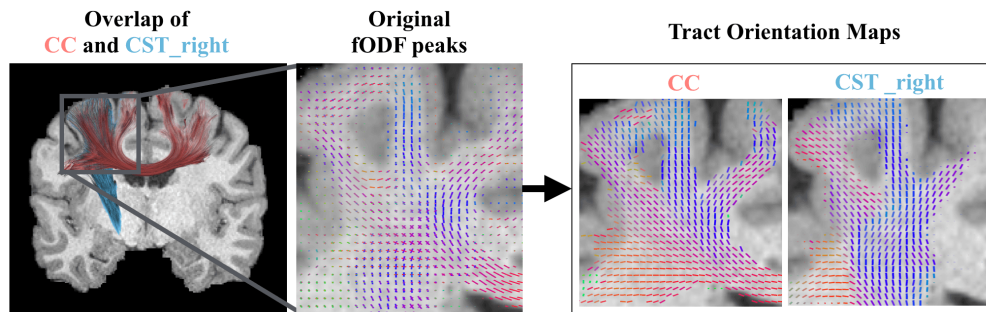 Overlap of
CC and CST_right
Original
fODF peaks
Tract Orientation Maps
CC
CST _right